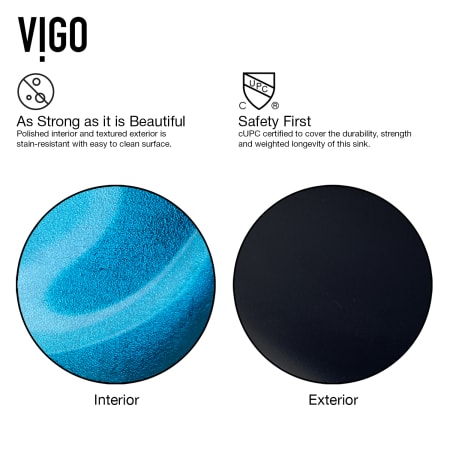 VIGO
UPC
C ®
As Strong as it is Beautiful
Polished interior and textured exterior is
stain-resistant with easy to clean surface.
Safety First
cUPC certified to cover the durability, strength
and weighted longevity of this sink.
Interior
Exterior